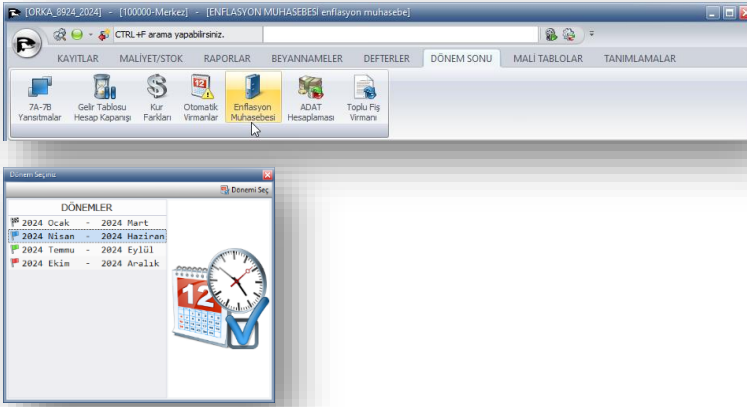 [ORKA_8924_2024] - [100000-Merkez] - [ENFLASYON MUHASEBESİ enflasyon muhasebe]
CTRL+F arama yapabilirsiniz.
KAYITLAR MALİYET/STOK RAPORLAR BEYANNAMELER DEFTERLER DÖNEM SONU MALİ TABLOLAR TANIMLAMALAR
7A-7B Yansıtmalar
Gelir Tablosu Hesap Kapanışı
Kur Farkları
Otomatik Virmanlar
Enflasyon Muhasebesi
ADAT Hesaplaması
Toplu Fiş Virmanı
Dönem Seçiniz
Dönemi Seç
DÖNEMLER
2024 Ocak - 2024 Mart
2024 Nisan - 2024 Haziran
2024 Temmu - 2024 Eylül
2024 Ekim - 2024 Aralık
12
12